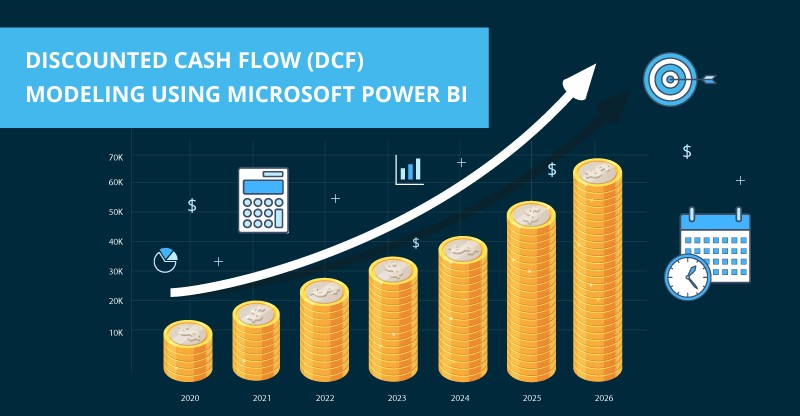 DISCOUNTED CASH FLOW (DCF)
MODELING USING MICROSOFT POWER BI
70K
60K
50K
40K
30K
20K
10K
$
$
$
$
2020 2021 2022 2023 2024 2025 2026